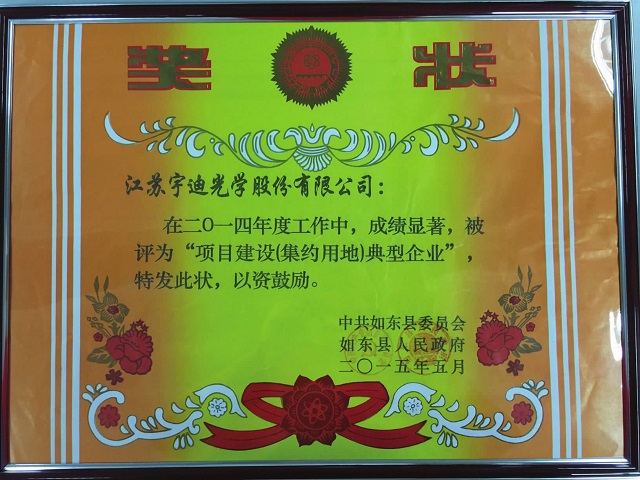 奖 状
江苏宇迪光学股份有限公司：
在二〇一四年度工作中，成绩显著，被
评为“项目建设(集约用地)典型企业”，
特发此状，以资鼓励。
中共如东县委员会
如东县人民政府
二〇一五年五月